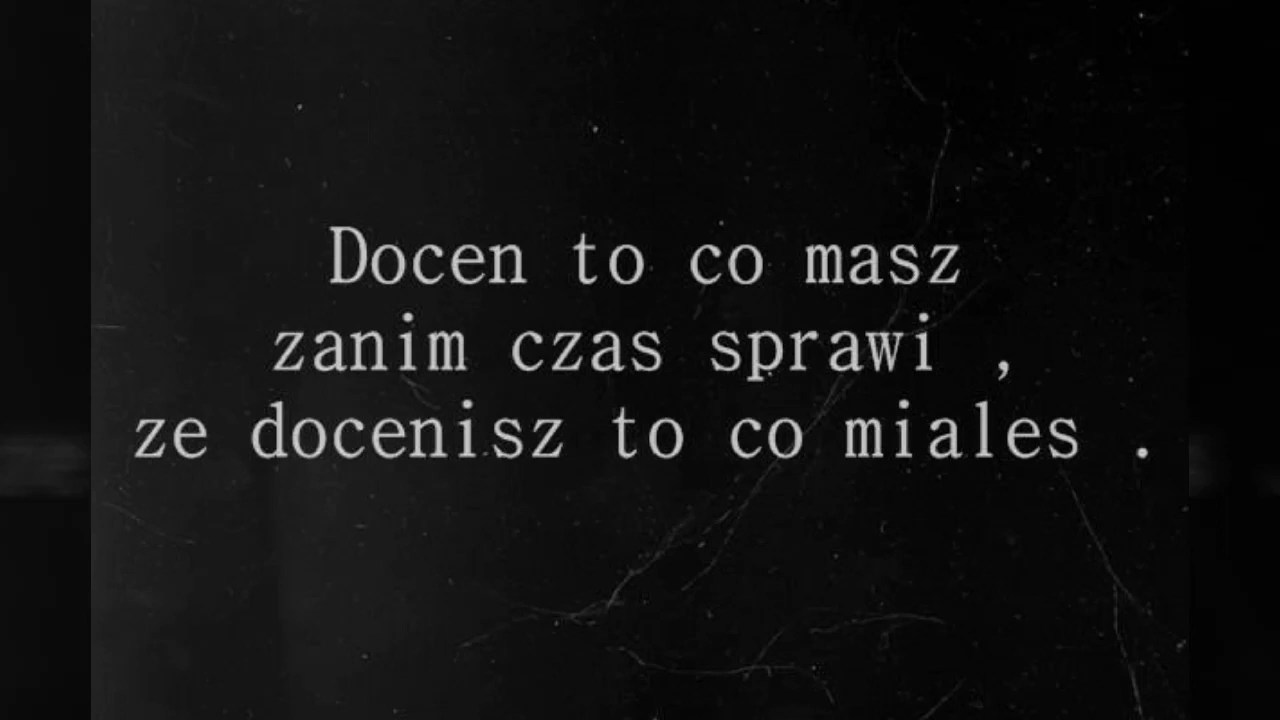 Docen to co masz
zanim czas sprawi ,
ze docenisz to co miales .